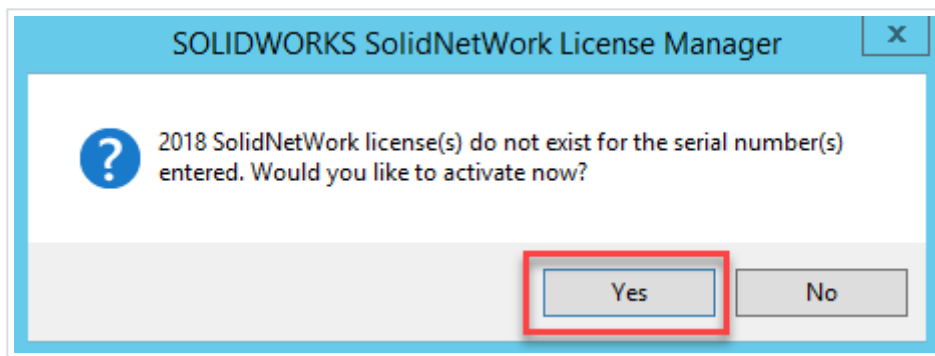 SOLIDWORKS SolidNetWork License Manager
x
2018 SolidNetWork license(s) do not exist for the serial number(s)
entered. Would you like to activate now?
?
Yes No